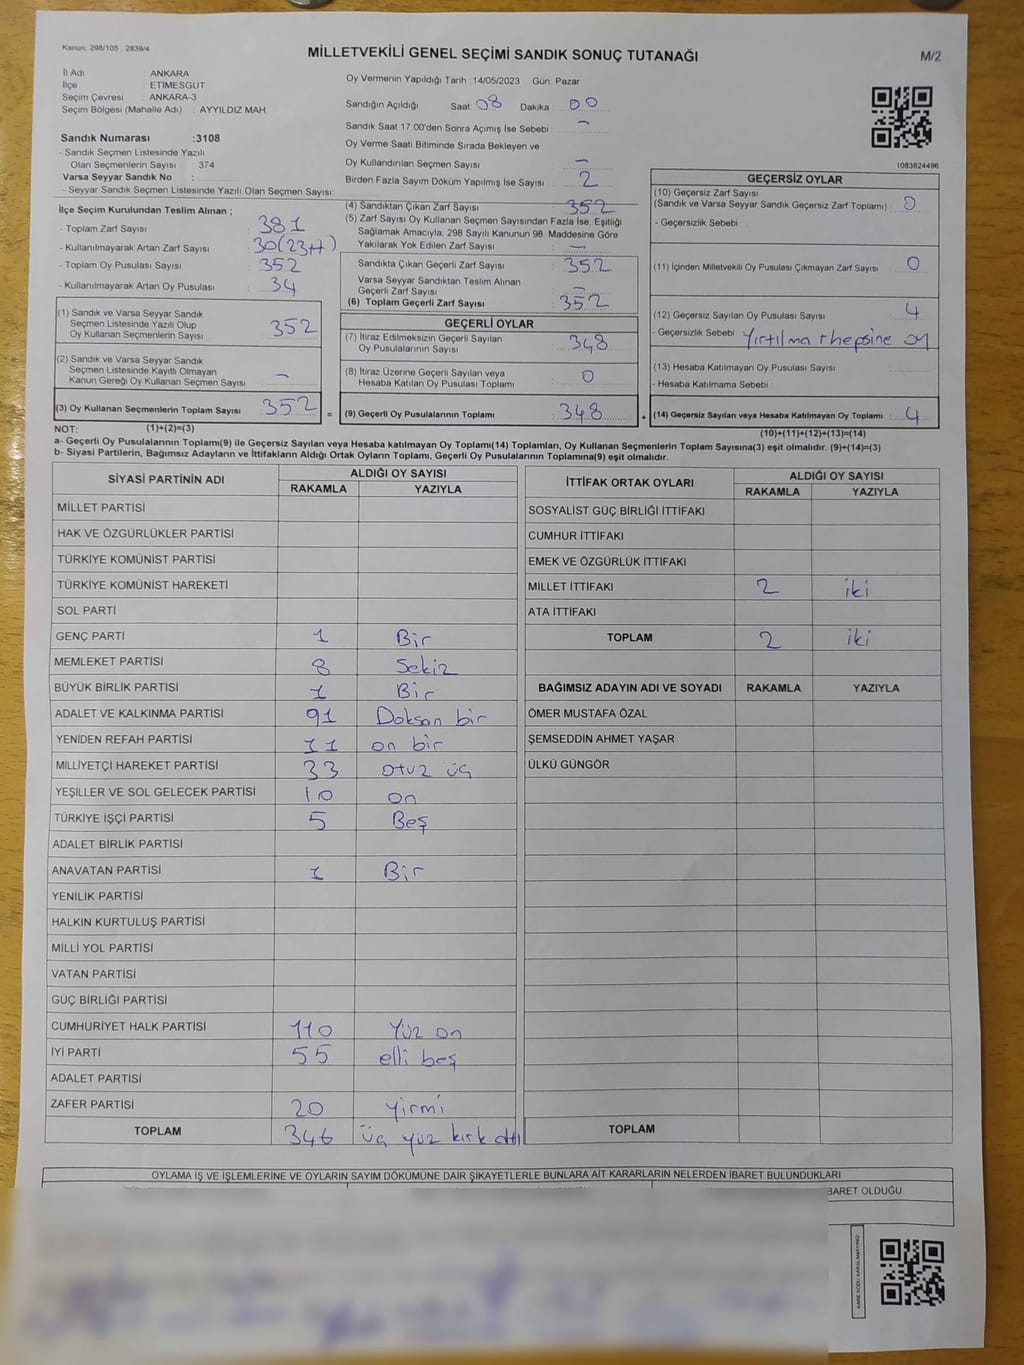 Kanun, 298/105 , 2839/4
MİLLETVEKİLİ GENEL SEÇİMİ SANDIK SONUÇ TUTANAĞI
M/2
İl Adı : ANKARA
İlçe : ETİMESGUT
Seçim Çevresi : ANKARA-3
Seçim Bölgesi (Mahalle Adı) : AYYILDIZ MAH.
Sandık Numarası :3108
- Sandık Seçmen Listesinde Yazılı
Olan Seçmenlerin Sayısı : 374
Varsa Seyyar Sandık No :
- Seyyar Sandık Seçmen Listesinde Yazılı Olan Seçmen Sayısı:
Oy Vermenin Yapıldığı Tarih :14/05/2023 Gün: Pazar
Sandığın Açıldığı Saat: 08 Dakika : 00
Sandık Saat 17:00'den Sonra Açımış İse Sebebi : –
Oy Verme Saati Bitiminde Sırada Bekleyen ve
Oy Kullandırılan Seçmen Sayısı : –
Birden Fazla Sayım Döküm Yapılmış İse Sayısı : 2
1083824496
İlçe Seçim Kurulundan Teslim Alınan ;
- Toplam Zarf Sayısı : 381
- Kullanılmayarak Artan Zarf Sayısı : 30(23H)
- Toplam Oy Pusulası Sayısı : 352
- Kullanılmayarak Artan Oy Pusulası : 34
(1) Sandık ve Varsa Seyyar Sandık
Seçmen Listesinde Yazılı Olup
Oy Kullanan Seçmenlerin Sayısı : 352
(2) Sandık ve Varsa Seyyar Sandık
Seçmen Listesinde Kayıtlı Olmayan
Kanun Gereği Oy Kullanan Seçmen Sayısı : –
(3) Oy Kullanan Seçmenlerin Toplam Sayısı : 352 =
(4) Sandıktan Çıkan Zarf Sayısı : 352
(5) Zarf Sayısı Oy Kullanan Seçmen Sayısından Fazla İse, Eşitliği
Sağlamak Amacıyla; 298 Sayılı Kanunun 98. Maddesine Göre
Yakılarak Yok Edilen Zarf Sayısı : –
Sandıkta Çıkan Geçerli Zarf Sayısı : 352
Varsa Seyyar Sandıktan Teslim Alınan
Geçerli Zarf Sayısı : –
(6) Toplam Geçerli Zarf Sayısı : 352
GEÇERLİ OYLAR
(7) İtiraz Edilmeksizin Geçerli Sayılan
Oy Pusulalarının Sayısı : 348
(8) İtiraz Üzerine Geçerli Sayılan veya
Hesaba Katılan Oy Pusulası Toplamı : 0
(9) Geçerli Oy Pusulalarının Toplamı : 348 +
GEÇERSİZ OYLAR
(10) Geçersiz Zarf Sayısı
(Sandık ve Varsa Seyyar Sandık Geçersiz Zarf Toplamı) : 0
- Geçersizlik Sebebi :
(11) İçinden Milletvekili Oy Pusulası Çıkmayan Zarf Sayısı : 0
(12) Geçersiz Sayılan Oy Pusulası Sayısı : 4
- Geçersizlik Sebebi : Yırtılma + hepsine oy
(13) Hesaba Katılmayan Oy Pusulası Sayısı :
- Hesaba Katılmama Sebebi :
(14) Geçersiz Sayılan veya Hesaba Katılmayan Oy Toplamı : 4
NOT: (1)+(2)=(3) (10)+(11)+(12)+(13)=(14)
a- Geçerli Oy Pusulalarının Toplamı(9) ile Geçersiz Sayılan veya Hesaba katılmayan Oy Toplamı(14) Toplamları, Oy Kullanan Seçmenlerin Toplam Sayısına(3) eşit olmalıdır. (9)+(14)=(3)
b- Siyasi Partilerin, Bağımsız Adayların ve İttifakların Aldığı Ortak Oyların Toplamı, Geçerli Oy Pusulalarının Toplamına(9) eşit olmalıdır.
SİYASİ PARTİNİN ADI ALDIĞI OY SAYISI
RAKAMLA YAZIYLA
MİLLET PARTİSİ
HAK VE ÖZGÜRLÜKLER PARTİSİ
TÜRKİYE KOMÜNİST PARTİSİ
TÜRKİYE KOMÜNİST HAREKETİ
SOL PARTİ
GENÇ PARTİ 1 Bir
MEMLEKET PARTİSİ 8 Sekiz
BÜYÜK BİRLİK PARTİSİ 1 Bir
ADALET VE KALKINMA PARTİSİ 91 Doksan bir
YENİDEN REFAH PARTİSİ 11 on bir
MİLLİYETÇİ HAREKET PARTİSİ 33 otuz üç
YEŞİLLER VE SOL GELECEK PARTİSİ 10 on
TÜRKİYE İŞÇİ PARTİSİ 5 Beş
ADALET BİRLİK PARTİSİ
ANAVATAN PARTİSİ 1 Bir
YENİLİK PARTİSİ
HALKIN KURTULUŞ PARTİSİ
MİLLİ YOL PARTİSİ
VATAN PARTİSİ
GÜÇ BİRLİĞİ PARTİSİ
CUMHURİYET HALK PARTİSİ 110 Yüz on
İYİ PARTİ 55 elli beş
ADALET PARTİSİ
ZAFER PARTİSİ 20 Yirmi
TOPLAM 346 üç yüz kırk altı
İTTİFAK ORTAK OYLARI ALDIĞI OY SAYISI
RAKAMLA YAZIYLA
SOSYALİST GÜÇ BİRLİĞİ İTTİFAKI
CUMHUR İTTİFAKI
EMEK VE ÖZGÜRLÜK İTTİFAKI
MİLLET İTTİFAKI 2 iki
ATA İTTİFAKI
TOPLAM 2 iki
BAĞIMSIZ ADAYIN ADI VE SOYADI RAKAMLA YAZIYLA
ÖMER MUSTAFA ÖZAL
ŞEMSEDDİN AHMET YAŞAR
ÜLKÜ GÜNGÖR
TOPLAM
OYLAMA İŞ VE İŞLEMLERİNE VE OYLARIN SAYIM DÖKÜMÜNE DAİR ŞİKAYETLERLE BUNLARA AİT KARARLARIN NELERDEN İBARET BULUNDUKLARI
BARET OLDUĞU
KARE KODU KARALAMAYINIZ!